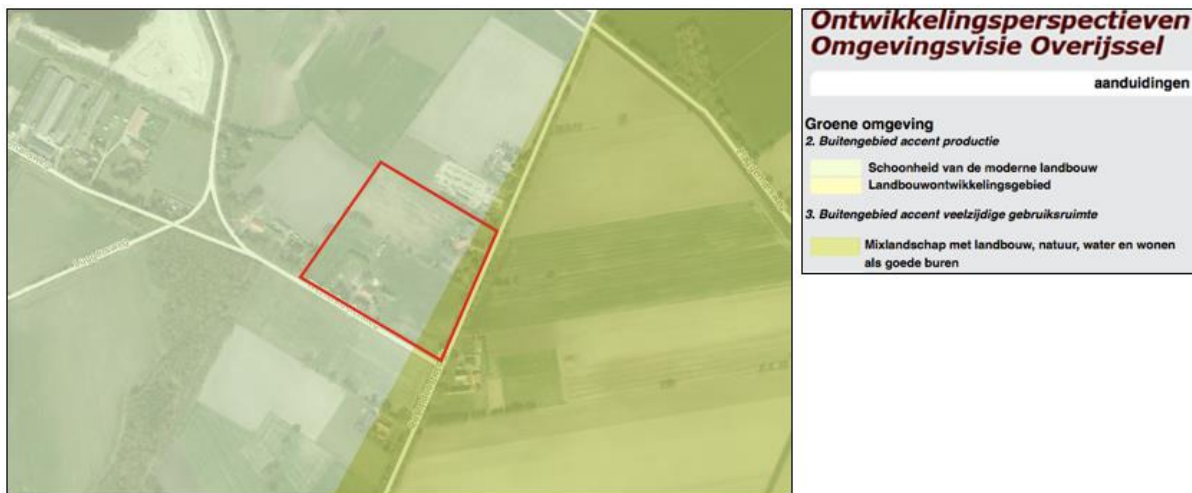 Ontwikkelingsperspectieven
Omgevingsvisie Overijssel
aanduidingen
Groene omgeving
2. Buitengebied accent productie
Schoonheid van de moderne landbouw
Landbouwontwikkelingsgebied
3. Buitengebied accent veelzijdige gebruiksruimte
Mixlandschap met landbouw, natuur, water en wonen
als goede buren